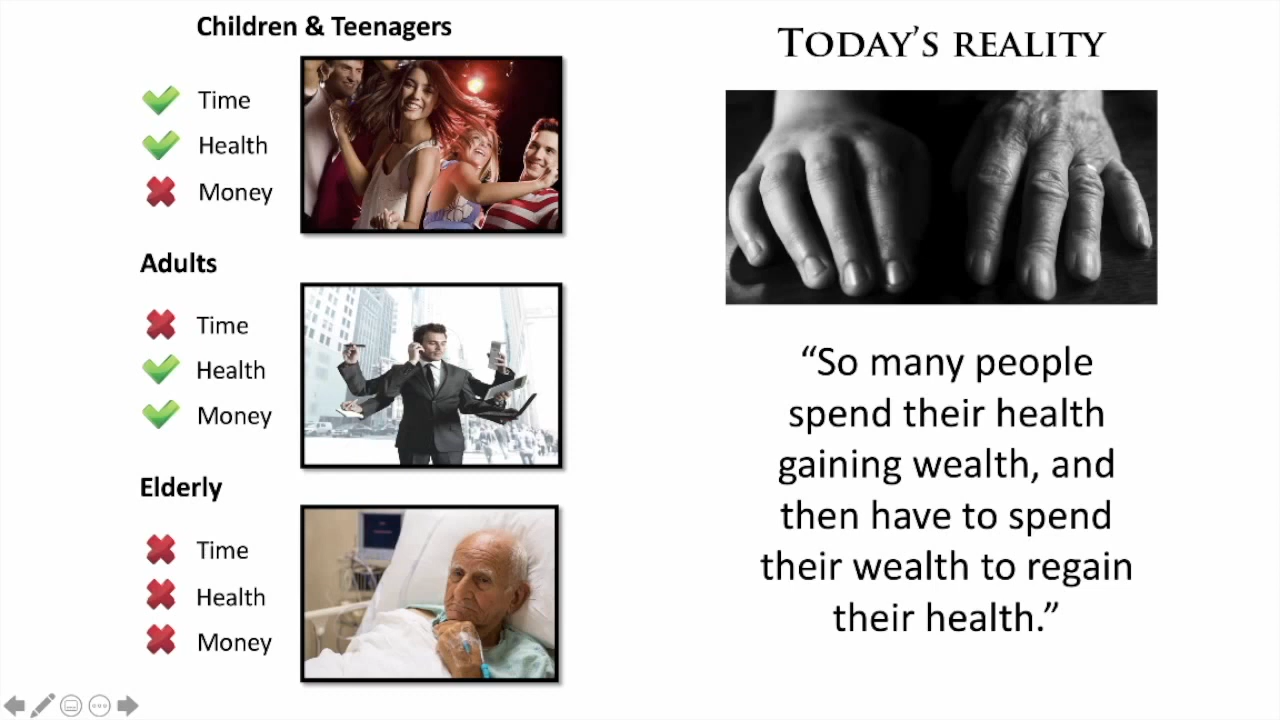 Children & Teenagers
Time
Health
Money
Adults
Time
Health
Money
Elderly
Time
Health
Money
TODAY’S REALITY
“So many people
spend their health
gaining wealth, and
then have to spend
their wealth to regain
their health.”